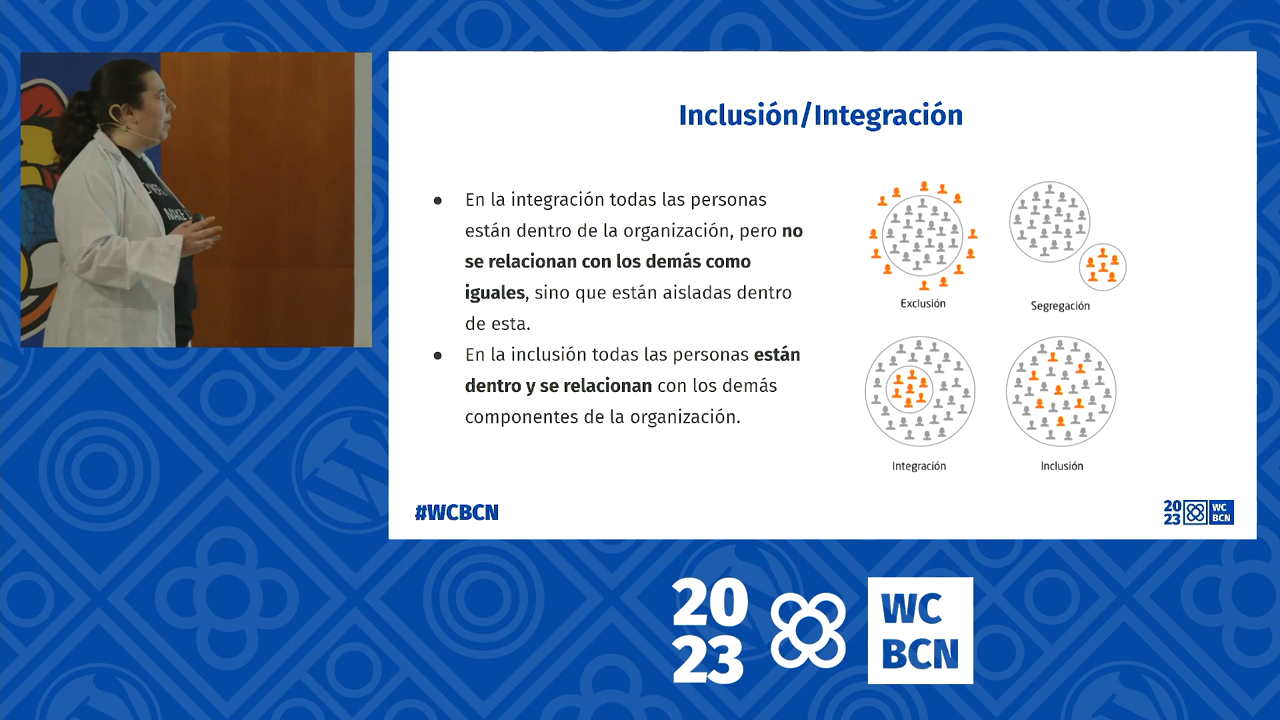 Inclusión/Integración
● En la integración todas las personas
están dentro de la organización, pero no
se relacionan con los demás como
iguales, sino que están aisladas dentro
de esta.
● En la inclusión todas las personas están
dentro y se relacionan con los demás
componentes de la organización.
Exclusión
Segregación
Integración
Inclusión
#WCBCN
20
23
WC
BCN
20
23
WC
BCN